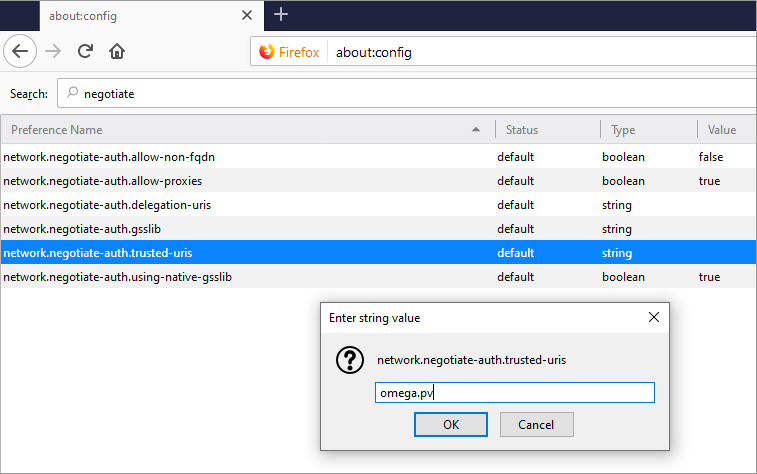 about:config
Firefox about:config
Search: negotiate
Preference Name Status Type Value
network.negotiate-auth.allow-non-fqdn default boolean false
network.negotiate-auth.allow-proxies default boolean true
network.negotiate-auth.delegation-uris default string
network.negotiate-auth.gsslib default string
network.negotiate-auth.trusted-uris default string
network.negotiate-auth.using-native-gsslib default boolean true
Enter string value
network.negotiate-auth.trusted-uris
omega.pv
OK Cancel